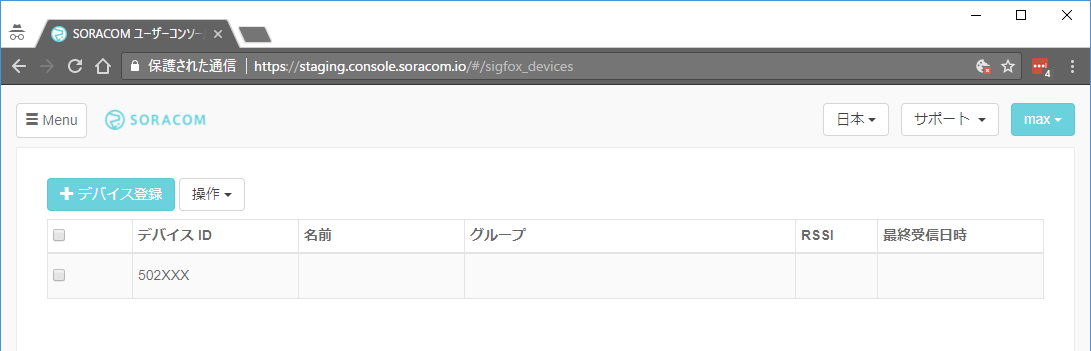 SORACOM ユーザーコンソー
保護された通信 | https://staging.console.soracom.io/#/sigfox_devices
4
Menu SORACOM 日本 サポート max
デバイス登録 操作
デバイス ID 名前 グループ RSSI 最終受信日時
502XXX